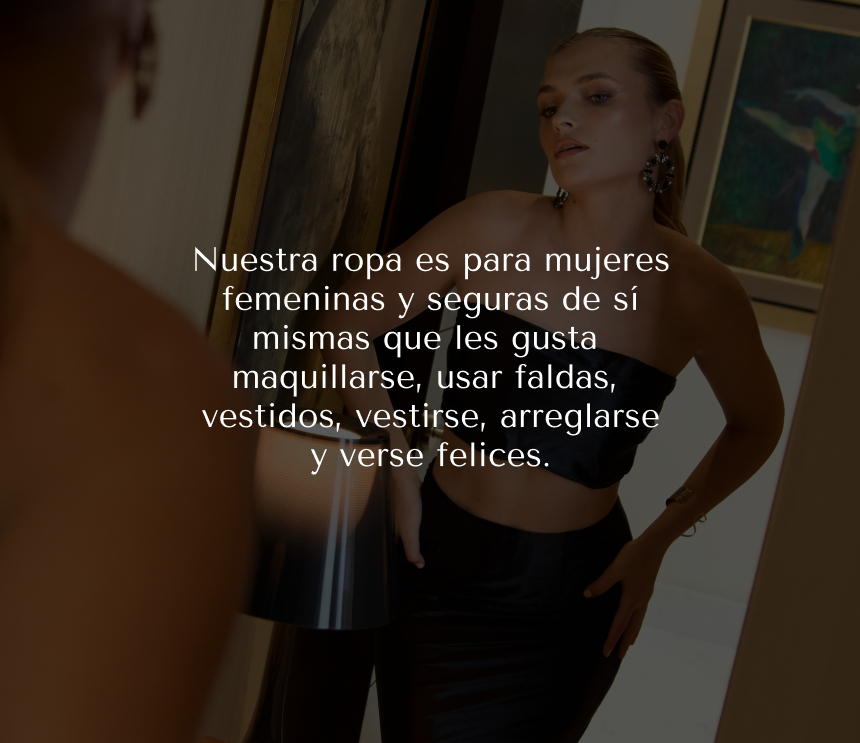 Nuestra ropa es para mujeres
femeninas y seguras de sí
mismas que les gusta
maquillarse, usar faldas,
vestidos, vestirse, arreglarse
y verse felices.